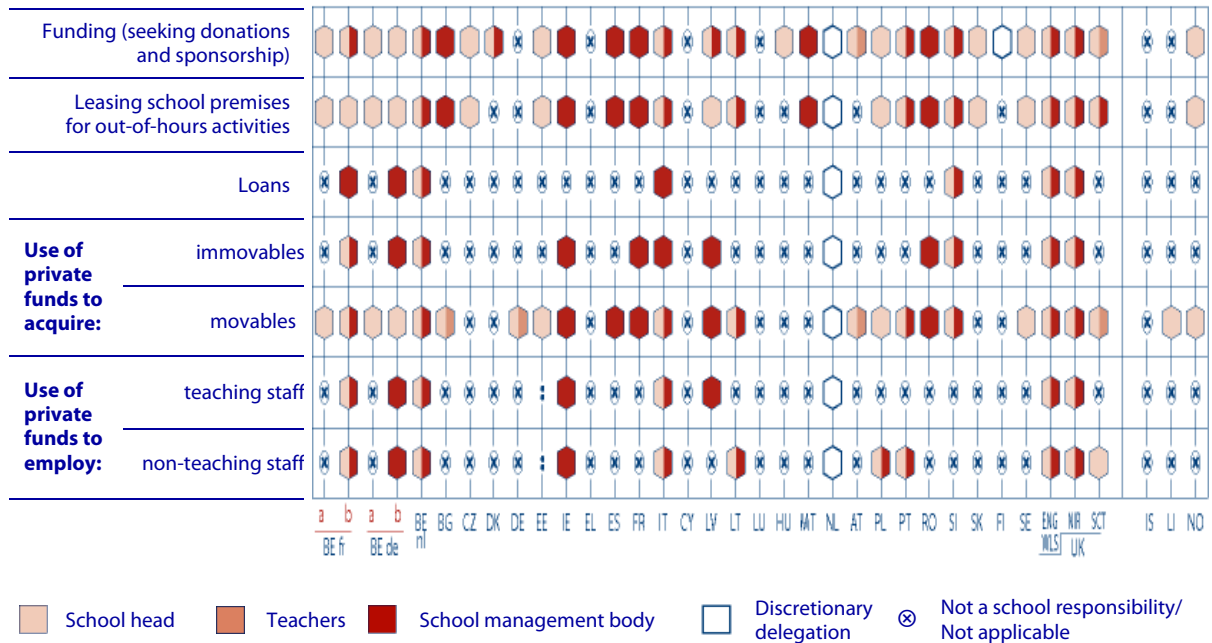 Funding (seeking donations
and sponsorship)
Leasing school premises
for out-of-hours activities
Loans
Use of
private
funds to
acquire:
immovables
movables
Use of
private
funds to
employ:
teaching staff
non-teaching staff
a b a b BE nl BG CZ DK DE EE IE EL ES FR IT CY LV LT LU HU MT NL AT PL PT RO SI SK FI SE ENG NIR SCT IS LI NO
BE fr BE de WLS UK
School head Teachers School management body Discretionary delegation Not a school responsibility/
Not applicable